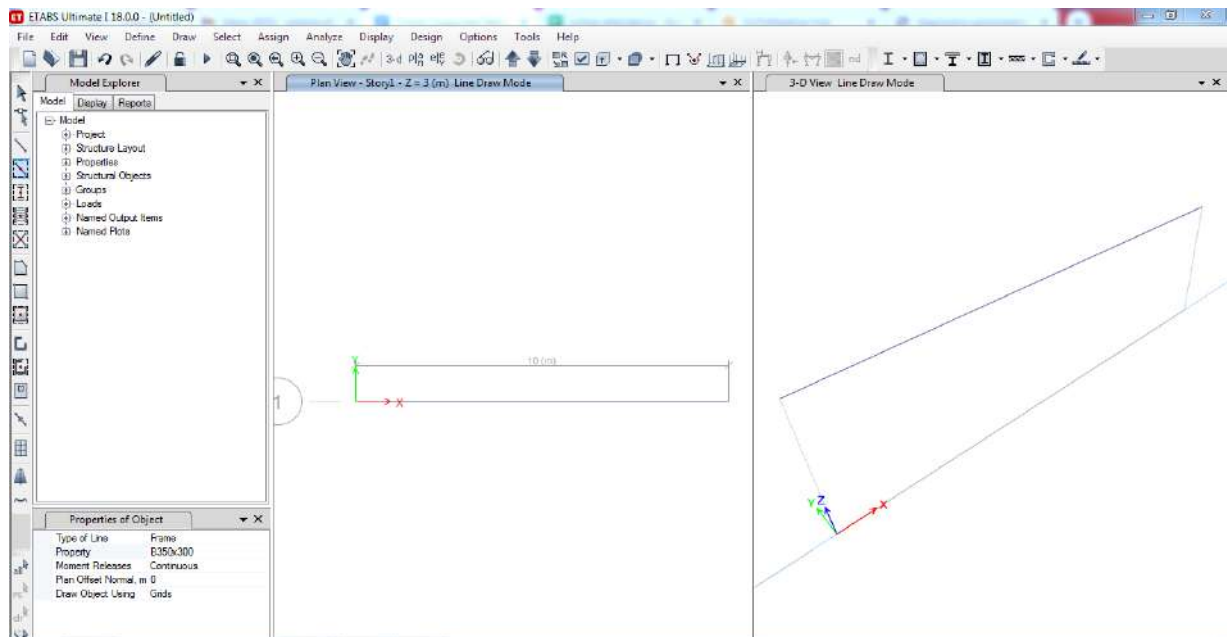 ETABS Ultimate I 18.0.0 - (Untitled)
File Edit View Define Draw Select Assign Analyze Display Design Options Tools Help
3-d
Model Explorer
Model Display Reports
Model
Project
Structure Layout
Properties
Structural Objects
Groups
Loads
Named Output Items
Named Plots
Properties of Object
Type of Line Frame
Property B350x300
Moment Releases Continuous
Plan Offset Normal, m 0
Draw Object Using Grids
Plan View - Story1 - Z = 3 (m) Line Draw Mode
10 (m)
Y
X
1
3-D View Line Draw Mode
Y Z X